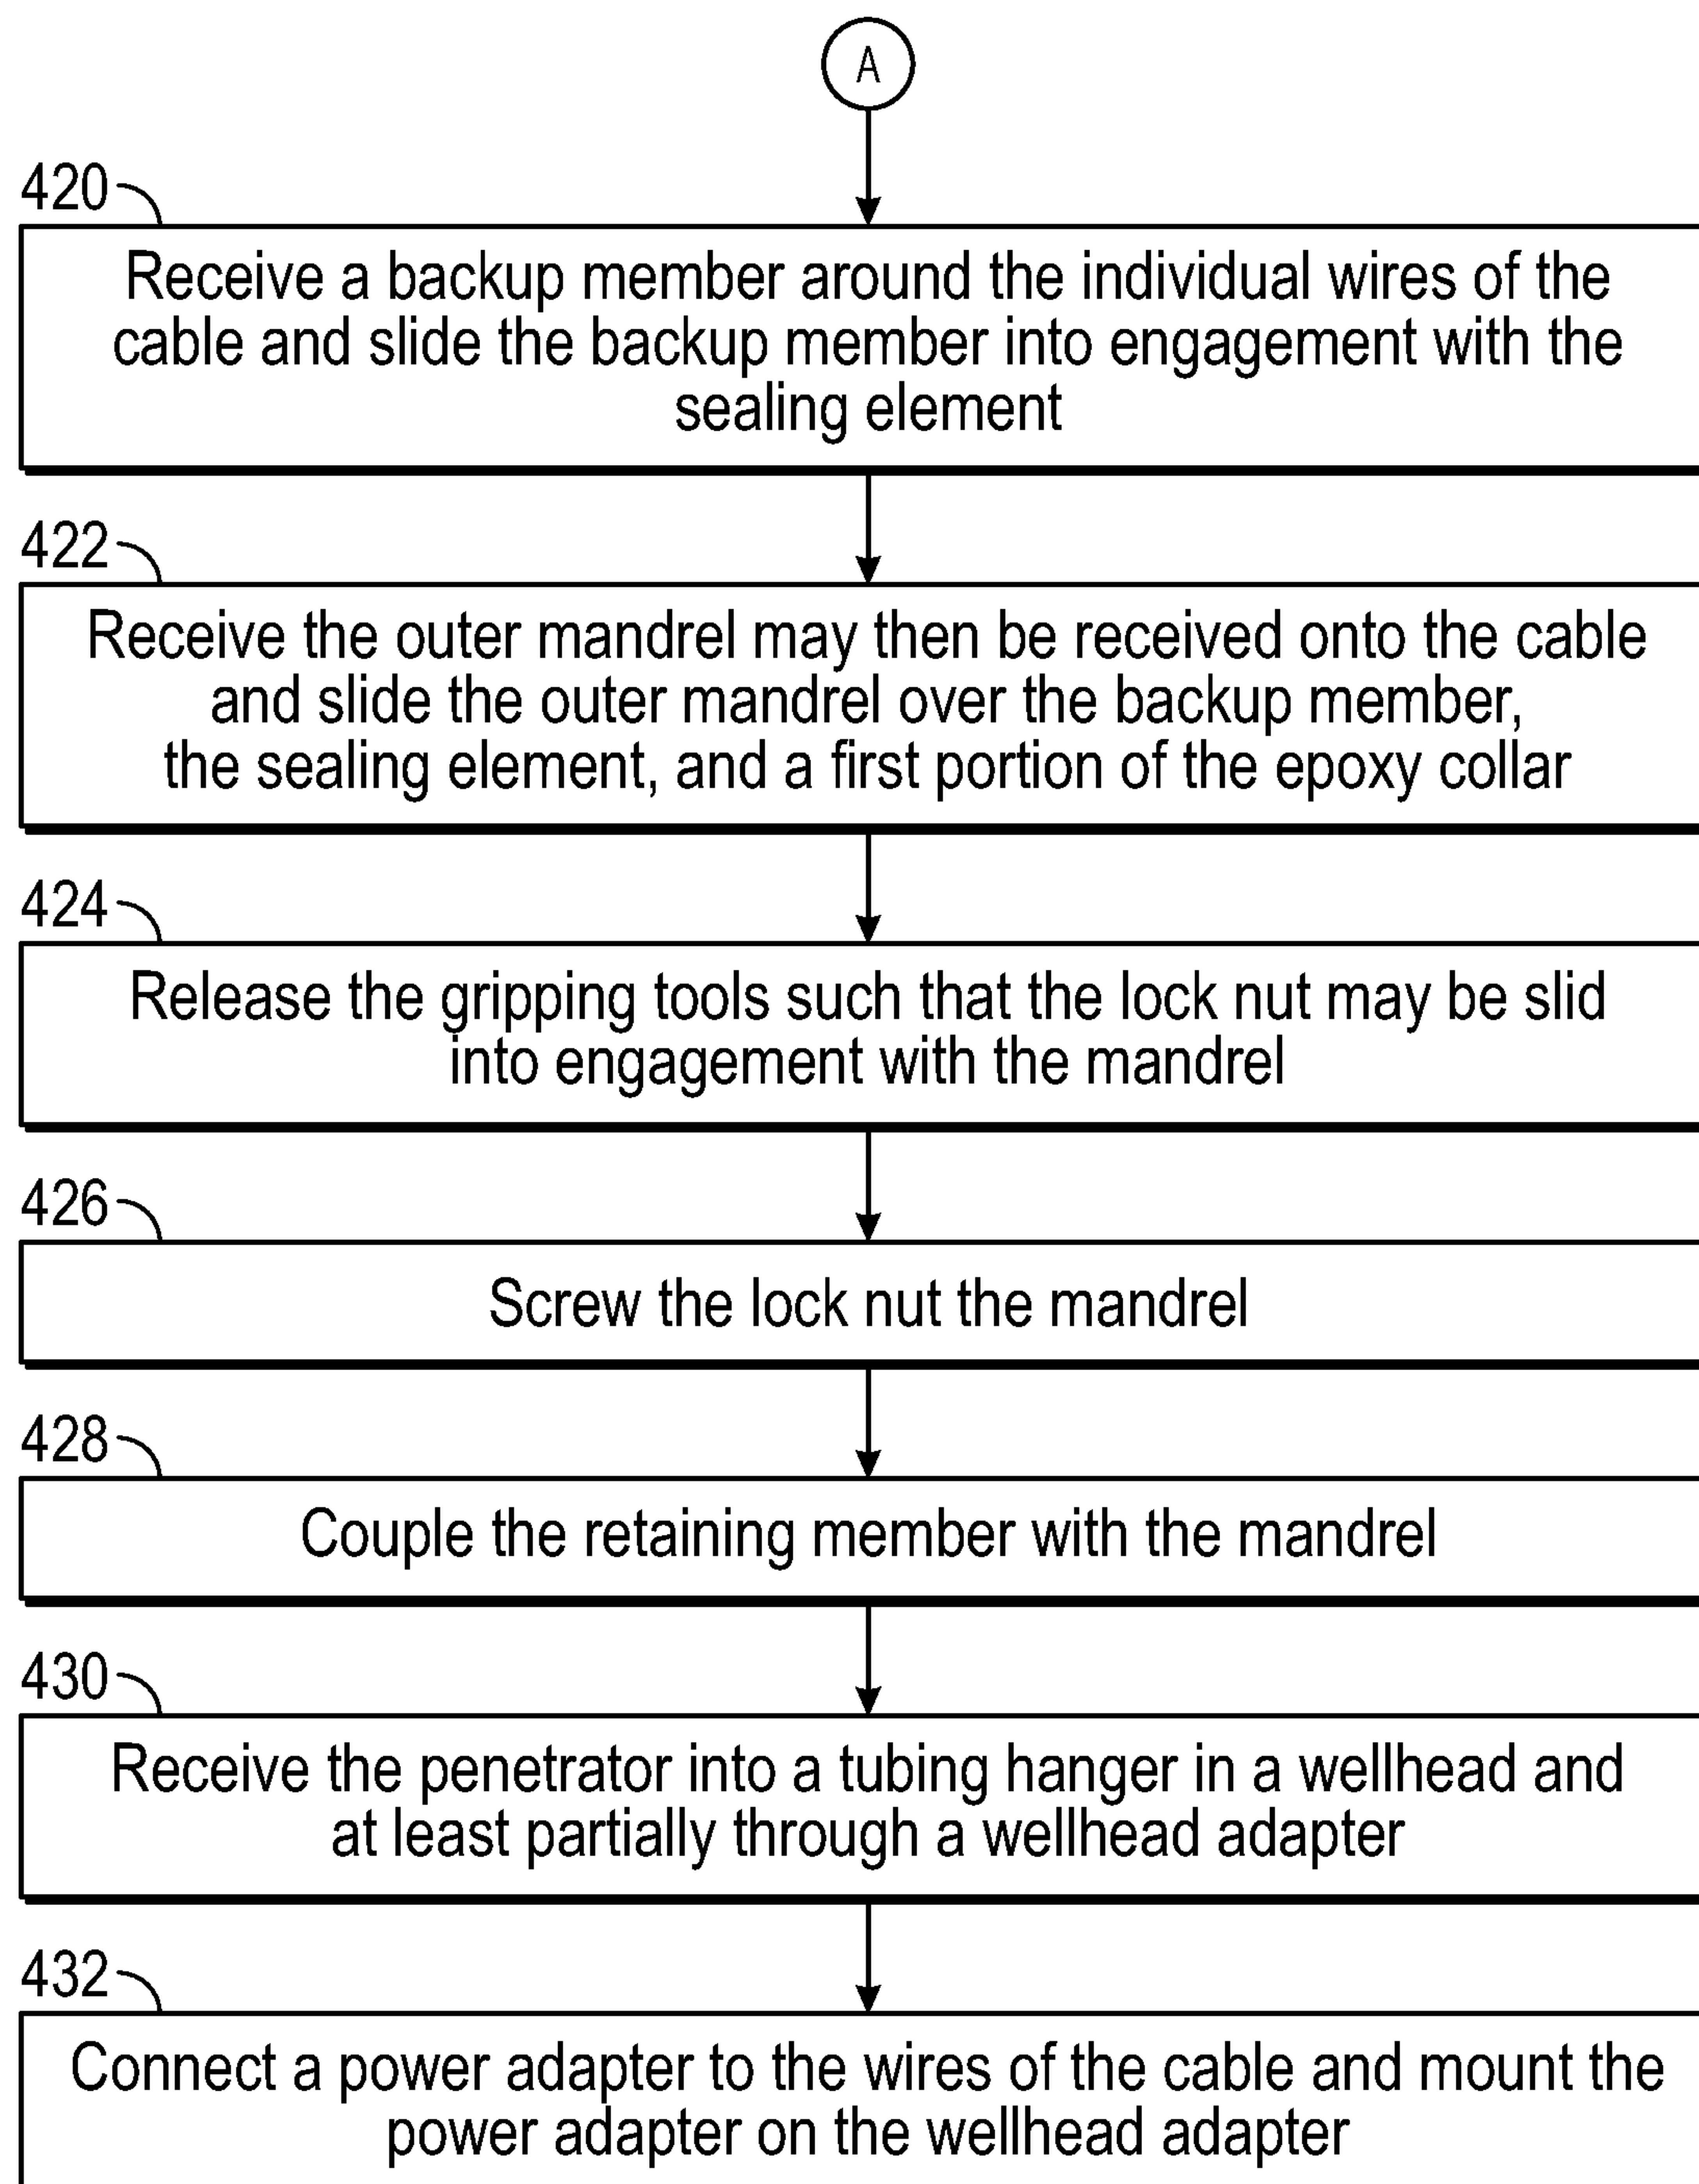 A
420
Receive a backup member around the individual wires of the
cable and slide the backup member into engagement with the
sealing element
422
Receive the outer mandrel may then be received onto the cable
and slide the outer mandrel over the backup member,
the sealing element, and a first portion of the epoxy collar
424
Release the gripping tools such that the lock nut may be slid
into engagement with the mandrel
426
Screw the lock nut the mandrel
428
Couple the retaining member with the mandrel
430
Receive the penetrator into a tubing hanger in a wellhead and
at least partially through a wellhead adapter
432
Connect a power adapter to the wires of the cable and mount the
power adapter on the wellhead adapter